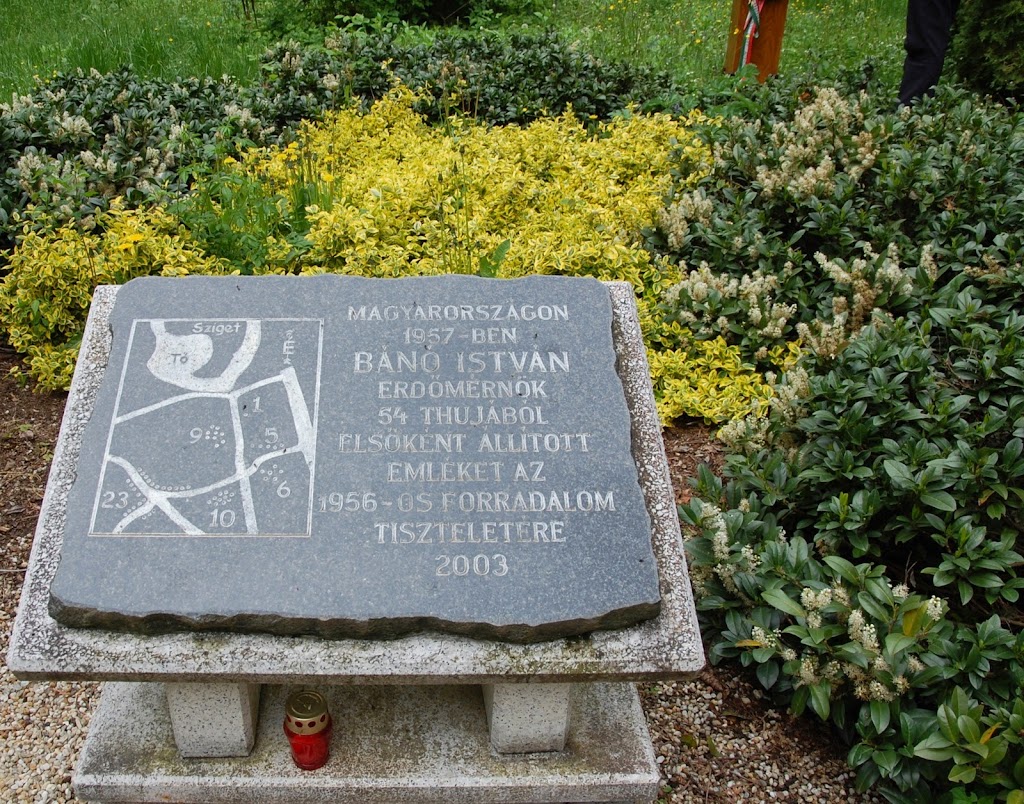 Sziget
Tó
1
9
5
6
23
10
MAGYARORSZÁGON
1957-BEN
BÁNÓ ISTVÁN
ERDŐMÉRNÖK
54 THUJÁBÓL
ELSŐKÉNT ÁLLÍTOTT
EMLÉKET AZ
1956-OS FORRADALOM
TISZTELETÉRE
2003